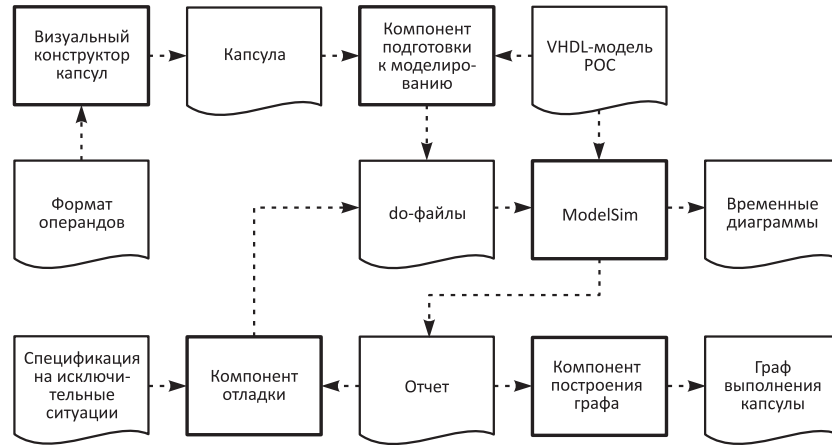 Визуальный
конструктор
капсул
Капсула
Компонент
подготовки
к моделиро-
ванию
VHDL-модель
РОС
Формат
операндов
do-файлы
ModelSim
Временные
диаграммы
Спецификация
на исключи-
тельные
ситуации
Компонент
отладки
Отчет
Компонент
построения
графа
Граф
выполнения
капсулы